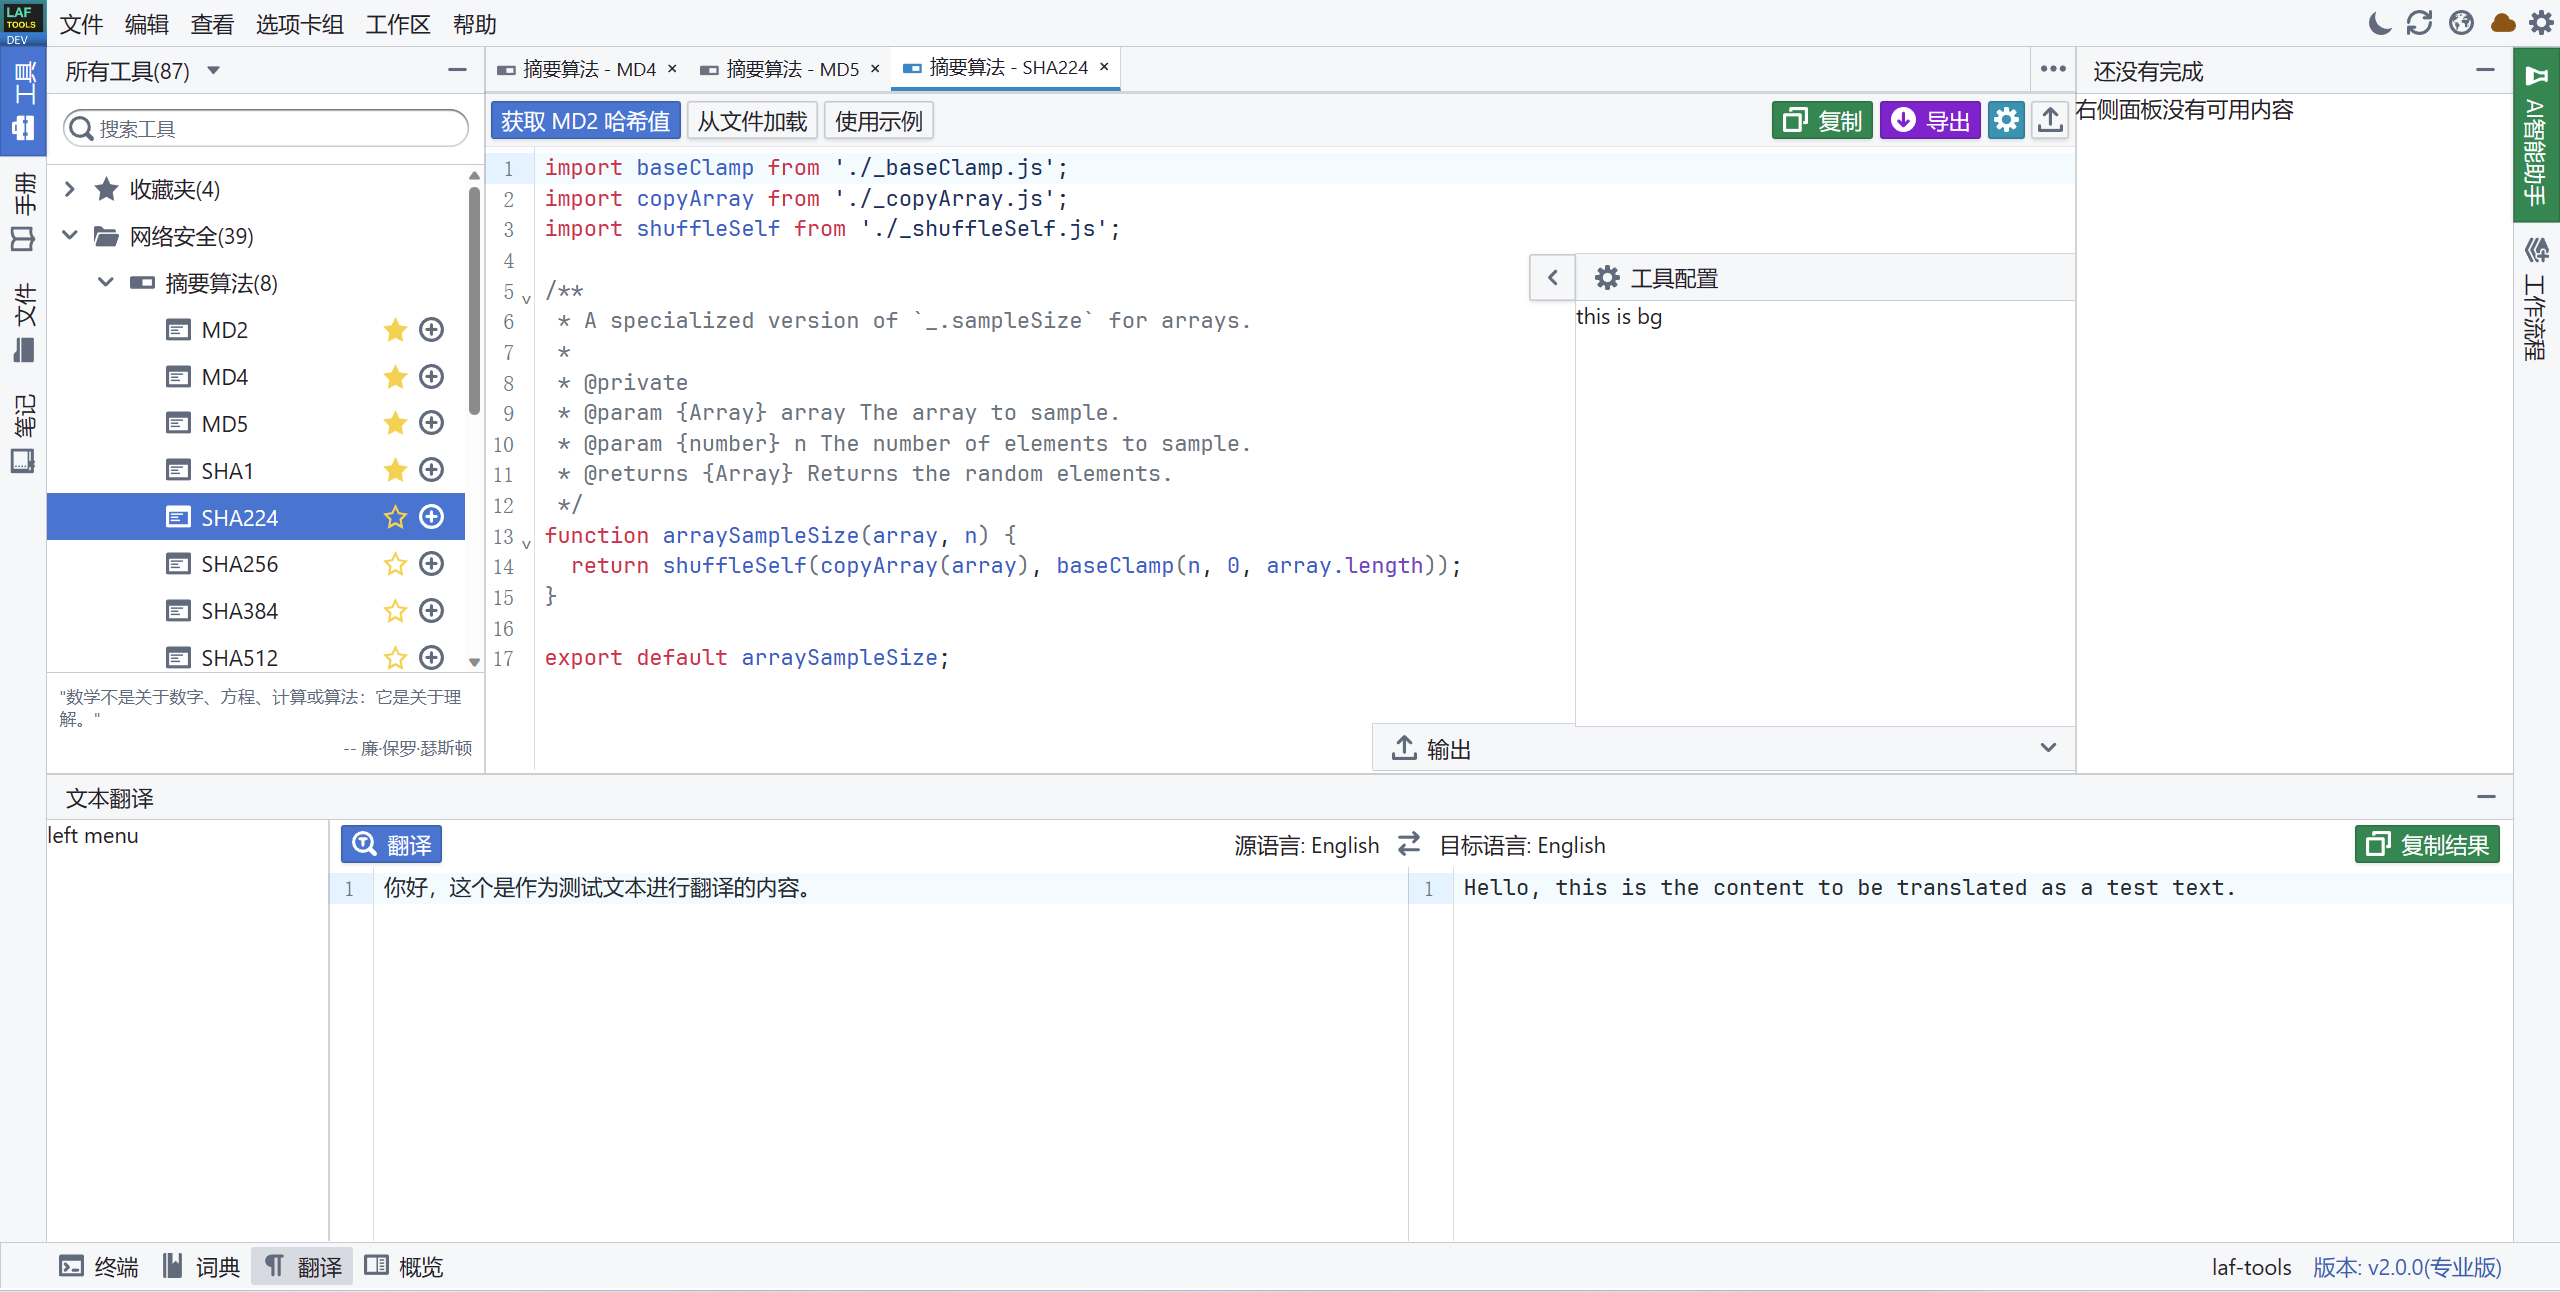 LAF
TOOLS
DEV
文件 编辑 查看 选项卡组 工作区 帮助
工具
手册
文件
笔记
所有工具(87)
搜索工具
收藏夹(4)
网络安全(39)
摘要算法(8)
MD2
MD4
MD5
SHA1
SHA224
SHA256
SHA384
SHA512
"数学不是关于数字、方程、计算或算法：它是关于理
解。"
-- 廉·保罗·瑟斯顿
摘要算法 - MD4 × 摘要算法 - MD5 × 摘要算法 - SHA224 ×
获取 MD2 哈希值 从文件加载 使用示例 复制 导出
1 import baseClamp from './_baseClamp.js';
2 import copyArray from './_copyArray.js';
3 import shuffleSelf from './_shuffleSelf.js';
4
5 /**
6 * A specialized version of `_.sampleSize` for arrays.
7 *
8 * @private
9 * @param {Array} array The array to sample.
10 * @param {number} n The number of elements to sample.
11 * @returns {Array} Returns the random elements.
12 */
13 function arraySampleSize(array, n) {
14 return shuffleSelf(copyArray(array), baseClamp(n, 0, array.length));
15 }
16
17 export default arraySampleSize;
工具配置
this is bg
输出
还没有完成
右侧面板没有可用内容
AI智能助手
工作流程
文本翻译
left menu
翻译 源语言: English 目标语言: English 复制结果
1 你好，这个是作为测试文本进行翻译的内容。
1 Hello, this is the content to be translated as a test text.
终端 词典 翻译 概览
laf-tools 版本: v2.0.0(专业版)